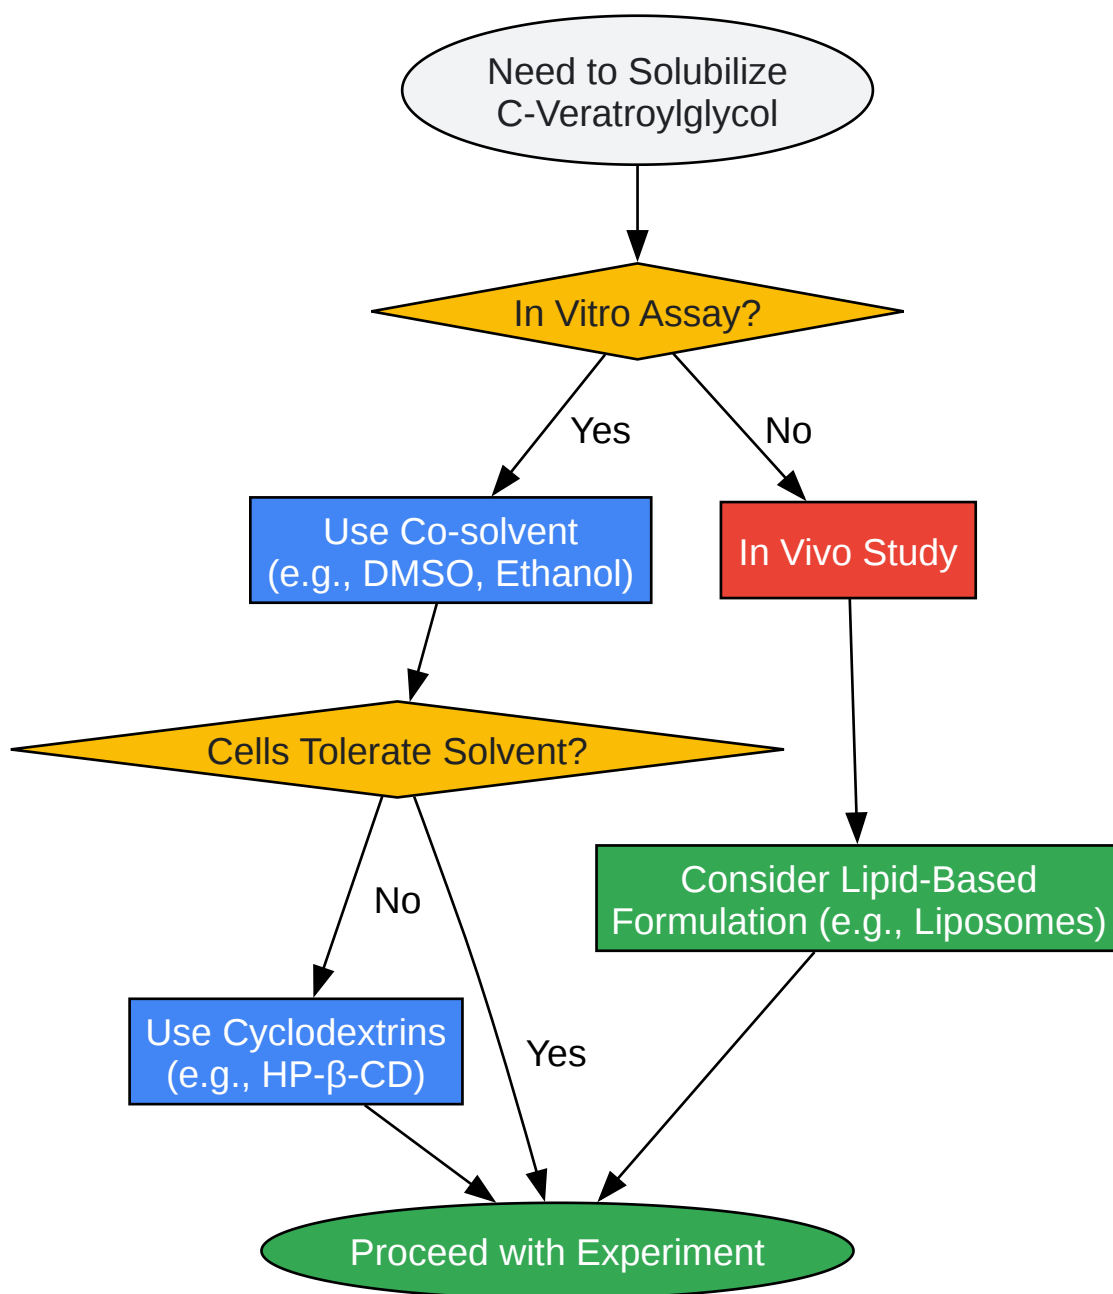 Need to Solubilize
C-Veratroylglycol
In Vitro Assay?
Yes
No
Use Co-solvent
(e.g., DMSO, Ethanol)
In Vivo Study
Cells Tolerate Solvent?
Consider Lipid-Based
Formulation (e.g., Liposomes)
No
Use Cyclodextrins
(e.g., HP-β-CD)
Yes
Proceed with Experiment